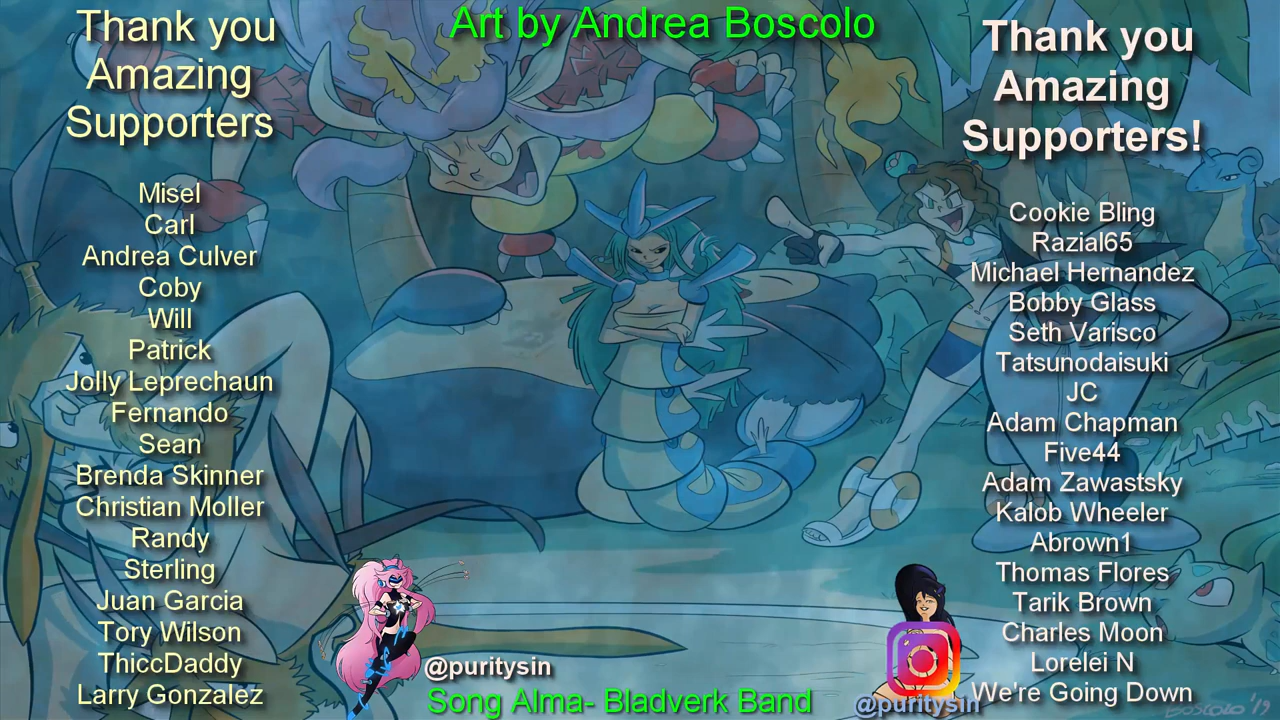 Art by Andrea Boscolo
Thank you
Amazing
Supporters
Misel
Carl
Andrea Culver
Coby
Will
Patrick
Jolly Leprechaun
Fernando
Sean
Brenda Skinner
Christian Moller
Randy
Sterling
Juan Garcia
Tory Wilson
ThiccDaddy
Larry Gonzalez
Thank you
Amazing
Supporters!
Cookie Bling
Razial65
Michael Hernandez
Bobby Glass
Seth Varisco
Tatsunodaisuki
JC
Adam Chapman
Five44
Adam Zawastsky
Kalob Wheeler
Abrown1
Thomas Flores
Tarik Brown
Charles Moon
Lorelei N
We're Going Down
@puritysin
Song Alma- Bladverk Band
@puritysin
BOSCOLO '19